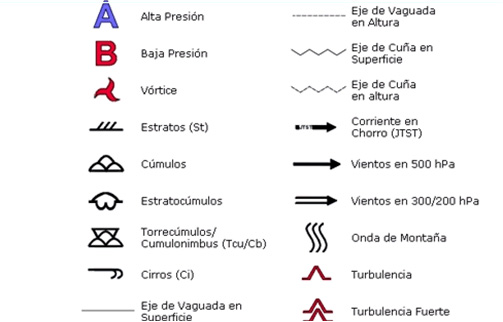 A Alta Presión
B Baja Presión
Vórtice
Estratos (St)
Cúmulos
Estratocúmulos
Torrecúmulos/
Cumulonimbus (Tcu/Cb)
Cirros (Ci)
Eje de Vaguada en
Superficie
Eje de Vaguada
en Altura
Eje de Cuña en
Superficie
Eje de Cuña
en altura
JTST Corriente en
Chorro (JTST)
Vientos en 500 hPa
Vientos en 300/200 hPa
Onda de Montaña
Turbulencia
Turbulencia Fuerte